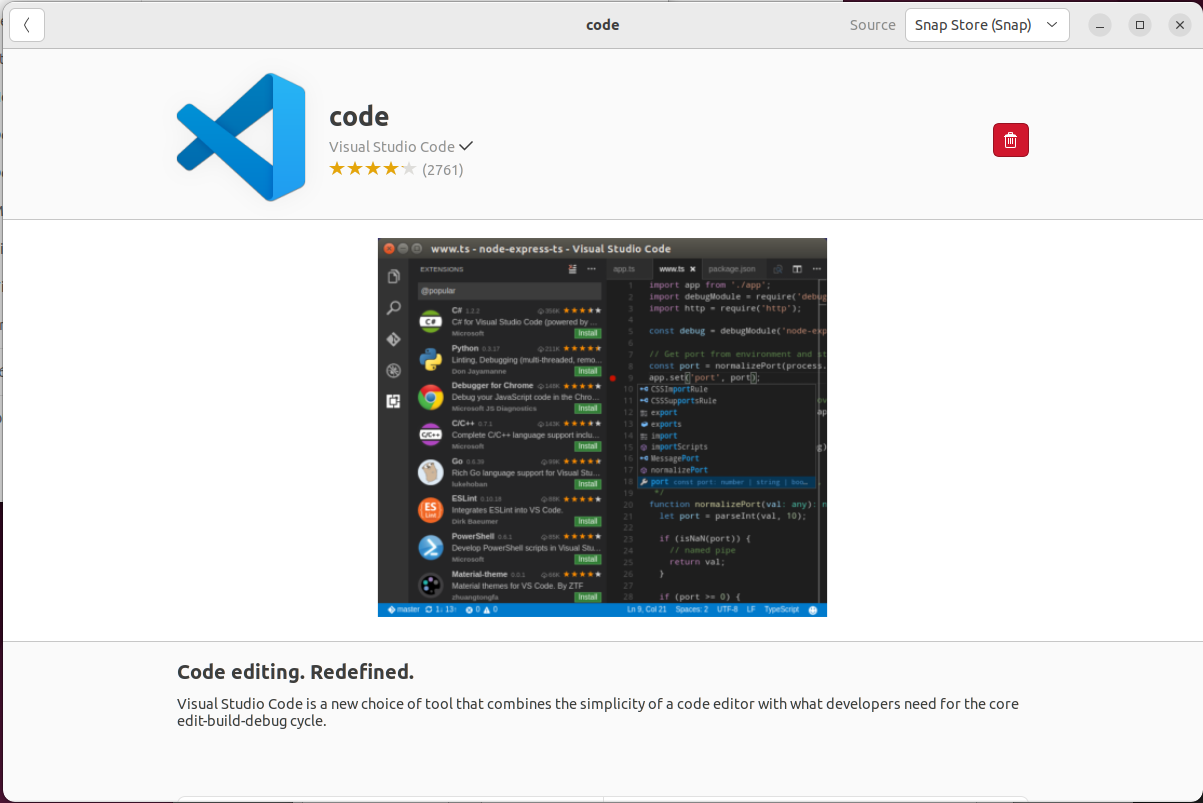 code
Source
Snap Store (Snap)
code
Visual Studio Code
(2761)
www.ts - node-express-ts - Visual Studio Code
EXTENSIONS
@popular
C# 1.2.2 356K
C# for Visual Studio Code (powered by ...
Microsoft Install
Python 0.3.17 211K
Linting, Debugging (multi-threaded, remo...
Don Jayamanne Install
Debugger for Chrome 148K
Debug your JavaScript code in the Chro...
Microsoft JS Diagnostics Install
C/C++ 0.7.1 143K
Complete C/C++ language support inclu...
Microsoft Install
Go 0.6.39 99K
Rich Go language support for Visual Stu...
lukehoban Install
ESLint 0.10.18 88K
Integrates ESLint into VS Code.
Dirk Baeumer Install
PowerShell 0.6.1 85K
Develop PowerShell scripts in Visual Stu...
Microsoft Install
Material-theme 0.0.1 66K
Material themes for VS Code. By ZTF
zhuangtongfa Install
app.ts www.ts package.json
1 import app from './app';
2 import debugModule = require('debug
3 import http = require('http');
4
5 const debug = debugModule('node-exp
6
7 // Get port from environment and st
8 const port = normalizePort(process.
9 app.set('port', port);
10 CSSImportRule
11 CSSSupportsRule
12 export
13 exports
14 import
15 importScripts
16 MessagePort
17 normalizePort
18 port const port: number | string | boo...
19 */
20 function normalizePort(val: any): n
21 let port = parseInt(val, 10);
22
23 if (isNaN(port)) {
24 // named pipe
25 return val;
26 }
27
28 if (port >= 0) {
master 1↓ 13↑ 0 0 Ln 9, Col 21 Spaces: 2 UTF-8 LF TypeScript
Code editing. Redefined.
Visual Studio Code is a new choice of tool that combines the simplicity of a code editor with what developers need for the core
edit-build-debug cycle.